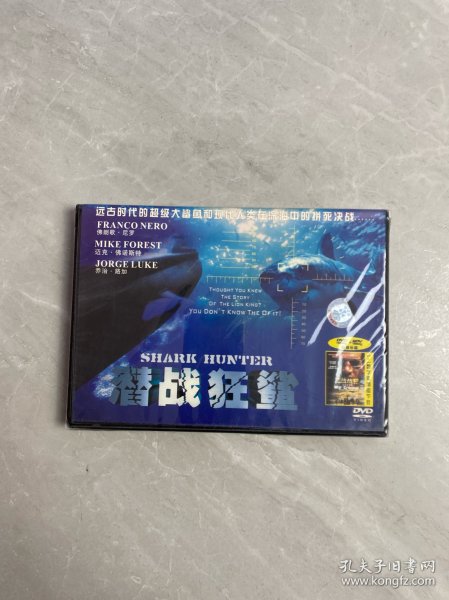 远古时代的超级大鲨鱼和现代人类在深海中的拼死决战......
FRANCO NERO
佛朗歌·尼罗
MIKE FOREST
迈克·佛诺斯特
JORGE LUKE
乔治·路加
THOUGHT YOU KNEW
THE STORY
OF THE LION KING?
YOU DON'T KNOW THE OF IT!
SHARK HUNTER
潜战狂鲨
DVD
VIDEO
孔夫子旧书网
www.kongfz.com